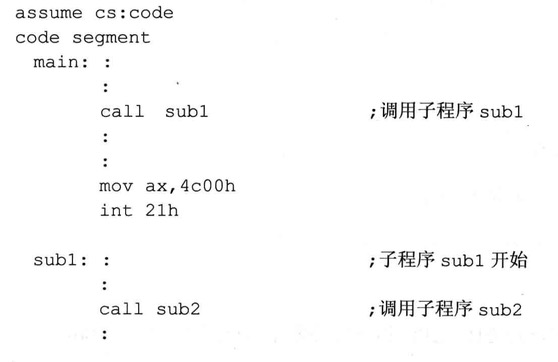 assume cs:code
code segment
main: :
:
call sub1 ;调用子程序 sub1
:
:
mov ax,4c00h
int 21h
sub1: : ;子程序 sub1 开始
:
call sub2 ;调用子程序 sub2
: